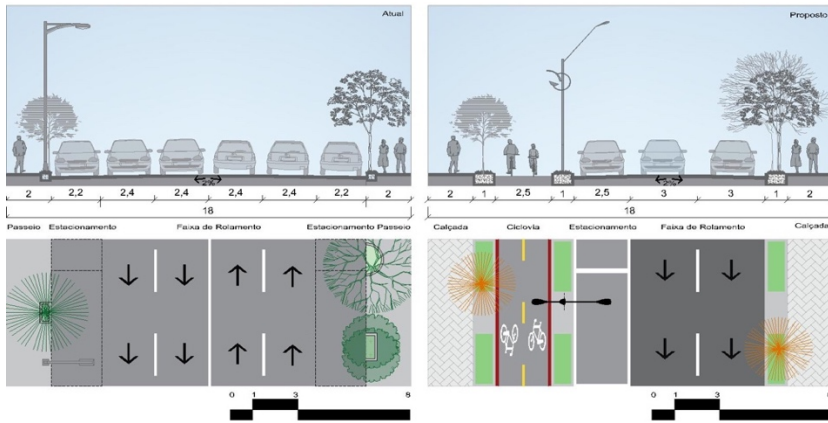 Atual
2 2,2 2,4 2,4 2,4 2,4 2,2 2
18
Passeio Estacionamento Faixa de Rolamento Estacionamento Passeio
0 1 3 8
Proposto
2 1 2,5 1 2,5 3 3 1 2
18
Calçada Ciclovia Estacionamento Faixa de Rolamento Calçada
0 1 3